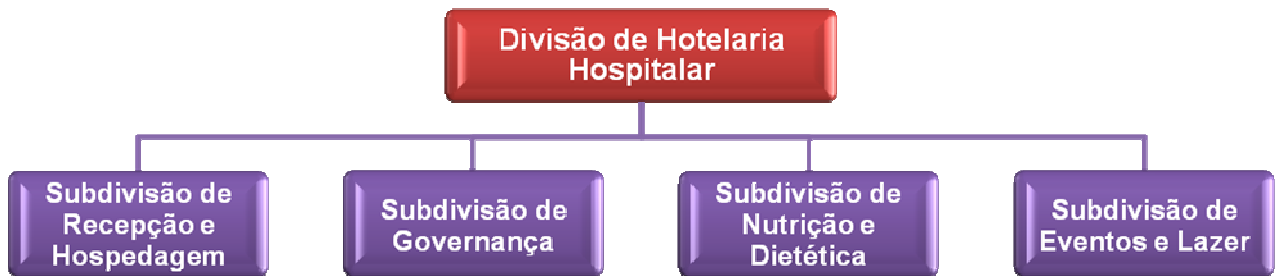 Divisão de Hotelaria
Hospitalar
Subdivisão de
Recepção e
Hospedagem
Subdivisão de
Governança
Subdivisão de
Nutrição e
Dietética
Subdivisão de
Eventos e Lazer